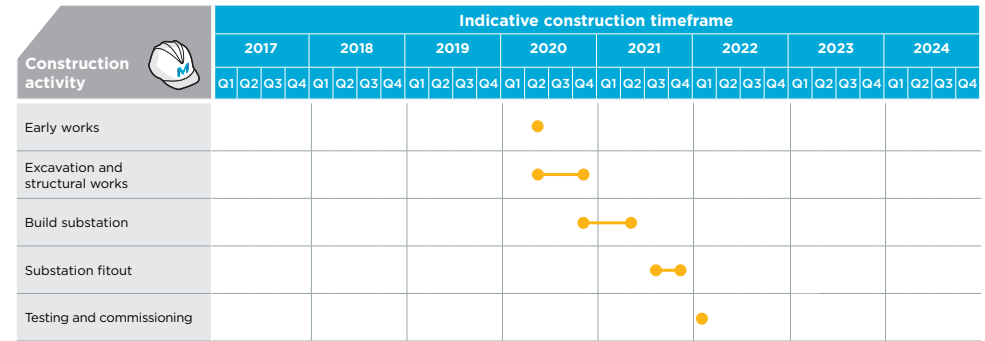 Indicative construction timeframe
Construction
activity
M
2017 2018 2019 2020 2021 2022 2023 2024
Q1 Q2 Q3 Q4 Q1 Q2 Q3 Q4 Q1 Q2 Q3 Q4 Q1 Q2 Q3 Q4 Q1 Q2 Q3 Q4 Q1 Q2 Q3 Q4 Q1 Q2 Q3 Q4 Q1 Q2 Q3 Q4
Early works
Excavation and
structural works
Build substation
Substation fitout
Testing and commissioning